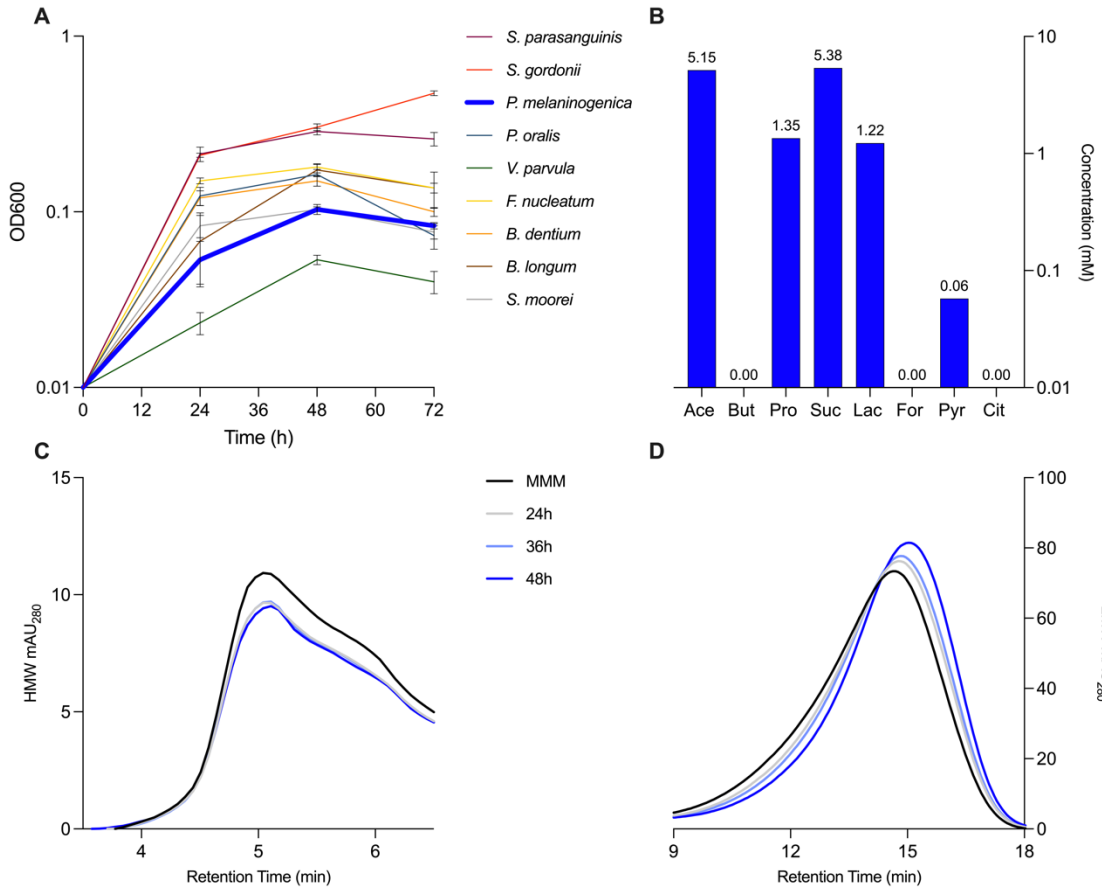 A
1
0.1
0.01
OD600
0
12
24
36
48
60
72
Time (h)
S. parasanguinis
S. gordonii
P. melaninogenica
P. oralis
V. parvula
F. nucleatum
B. dentium
B. longum
S. moorei
B
5.15
0.00
1.35
5.38
1.22
0.00
0.06
0.00
10
1
0.1
0.01
Concentration (mM)
Ace
But
Pro
Suc
Lac
For
Pyr
Cit
C
15
10
5
0
HMW mAU280
4
5
6
Retention Time (min)
MMM
24h
36h
48h
D
100
80
60
40
20
0
280
9
12
15
18
Retention Time (min)